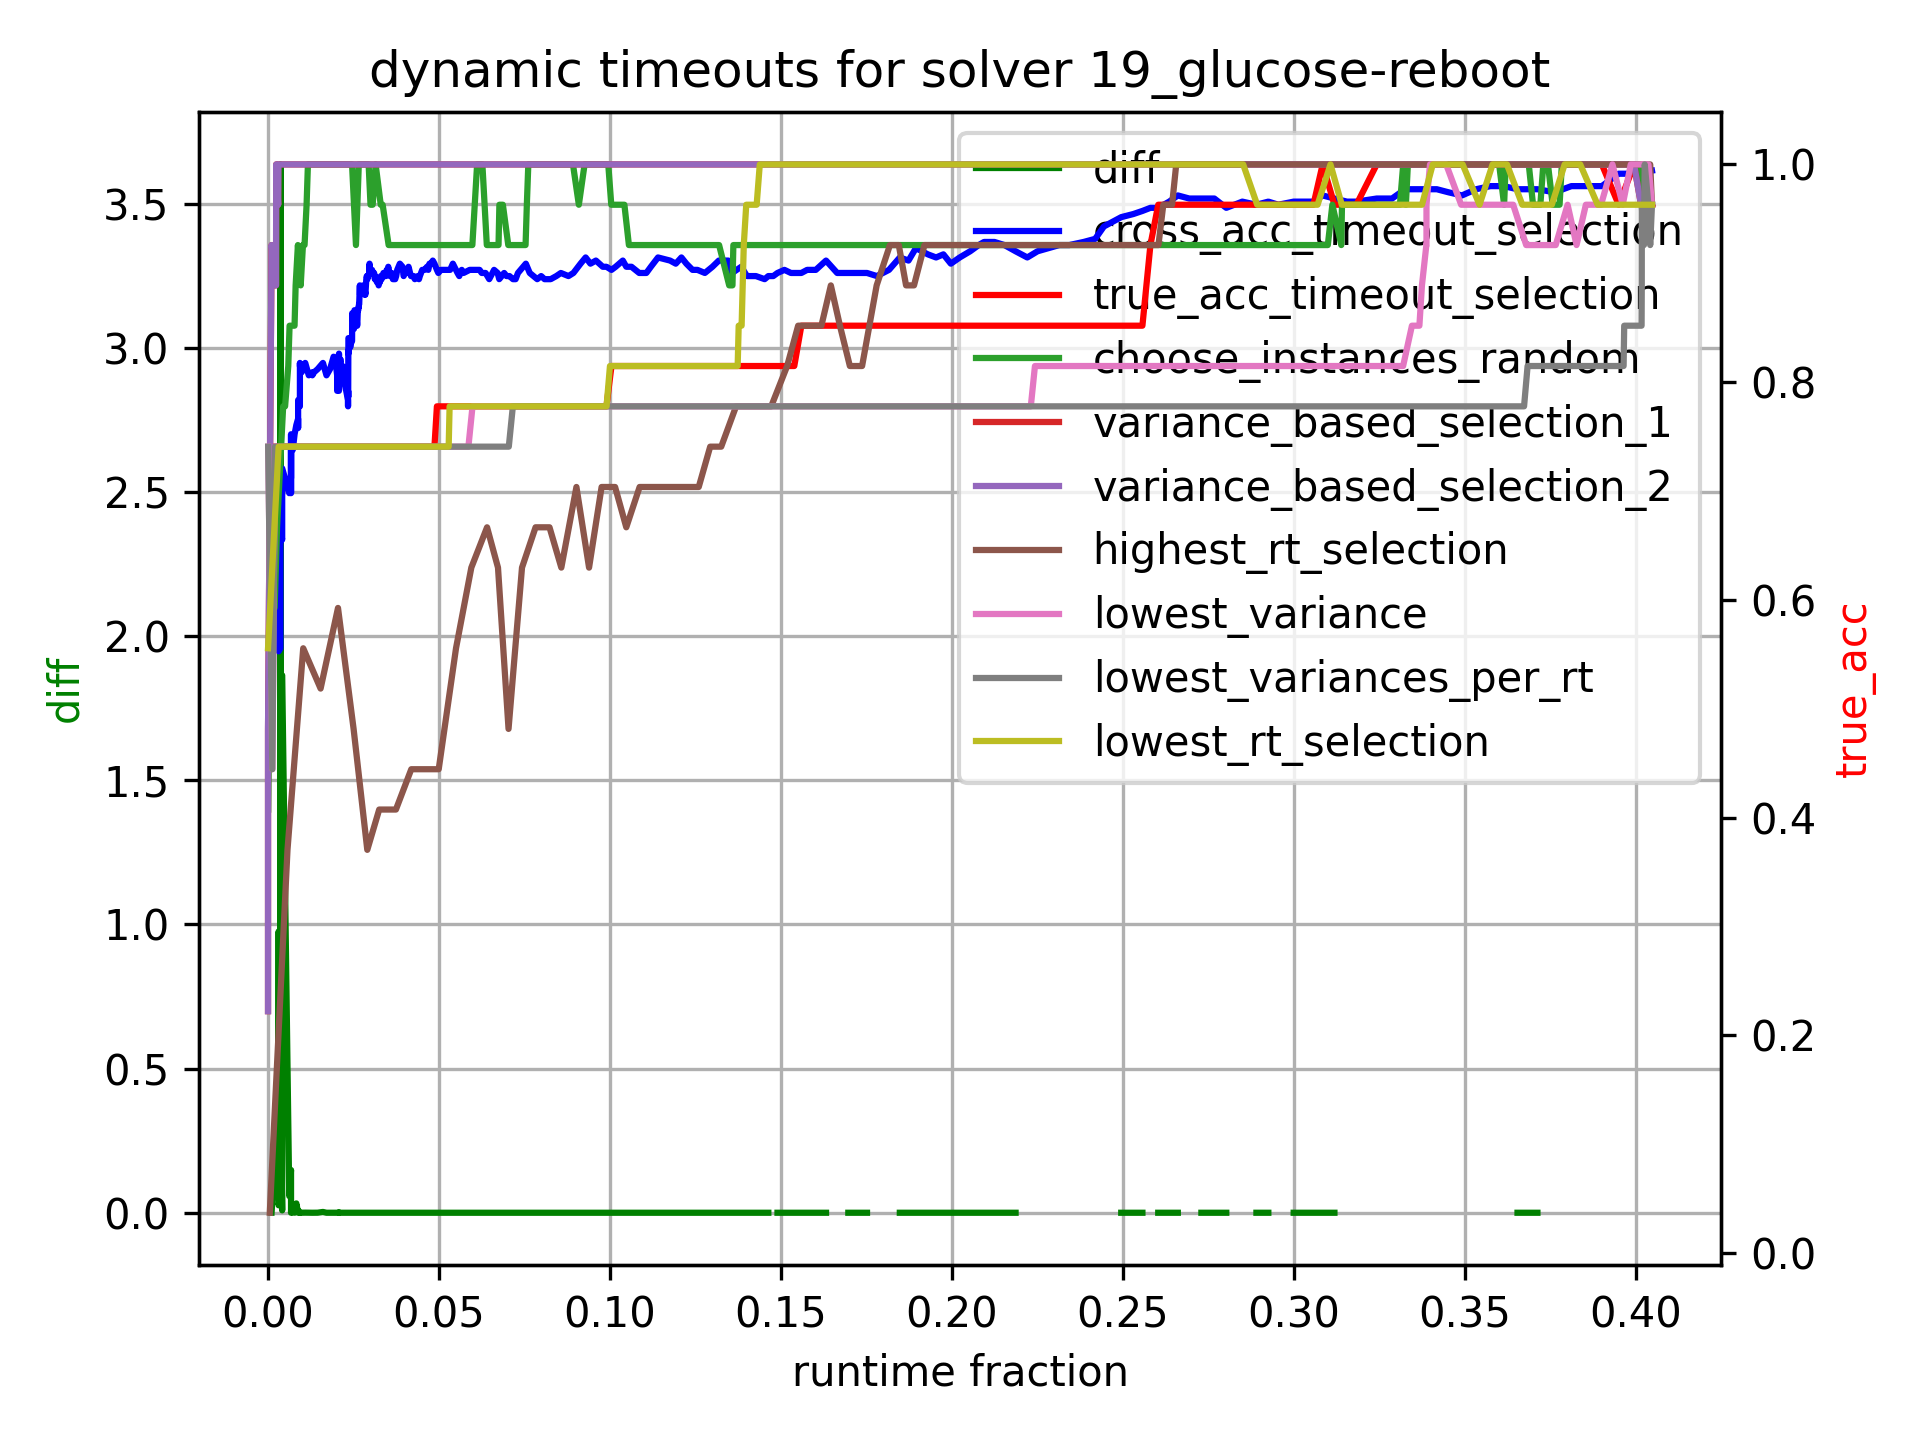 dynamic timeouts for solver 19_glucose-reboot
diff
cross_acc_timeout_selection
true_acc_timeout_selection
choose_instances_random
variance_based_selection_1
variance_based_selection_2
highest_rt_selection
lowest_variance
lowest_variances_per_rt
lowest_rt_selection
3.5
3.0
2.5
2.0
1.5
1.0
0.5
0.0
diff
1.0
0.8
0.6
0.4
0.2
0.0
true_acc
0.00 0.05 0.10 0.15 0.20 0.25 0.30 0.35 0.40
runtime fraction